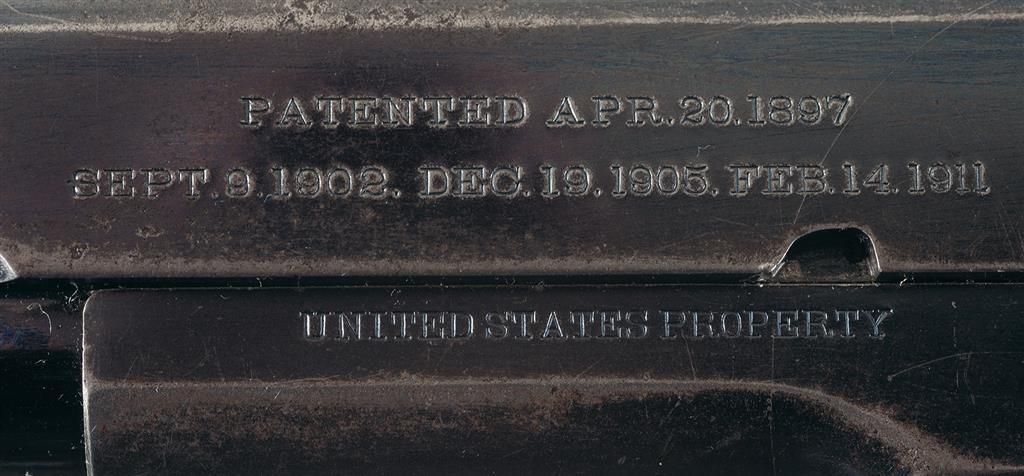 PATENTED APR.20.1897
SEPT.9.1902. DEC.19.1905. FEB.14.1911
UNITED STATES PROPERTY